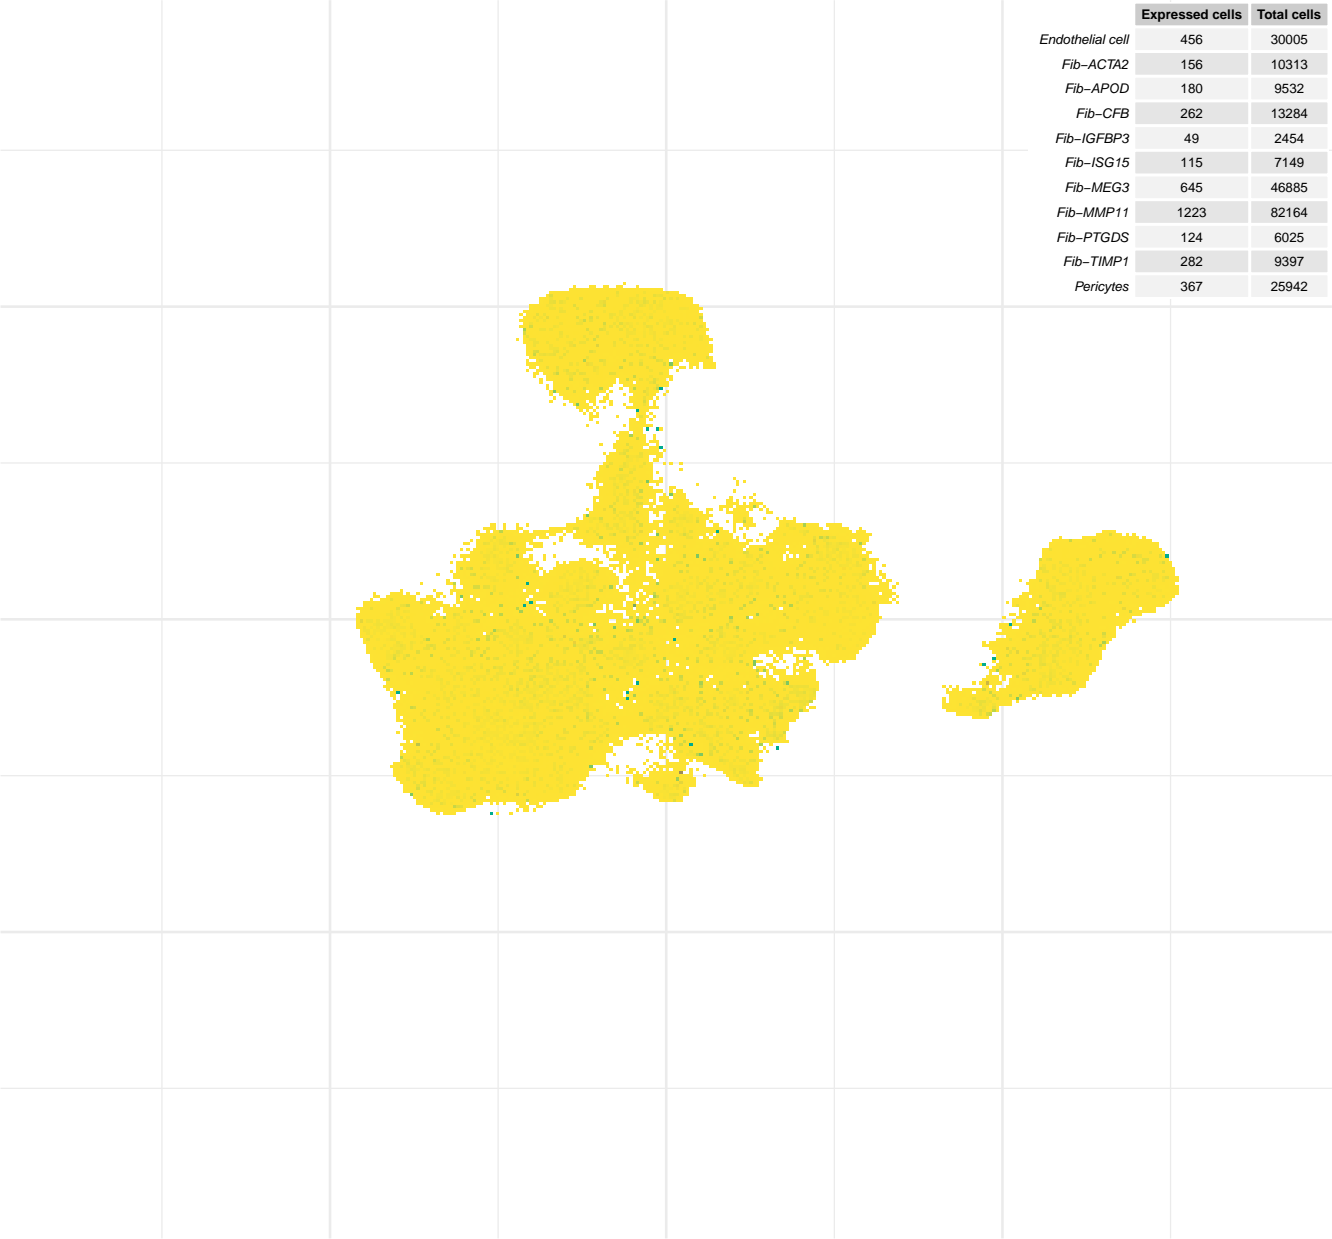 Expressed cells Total cells
Endothelial cell 456 30005
Fib−ACTA2 156 10313
Fib−APOD 180 9532
Fib−CFB 262 13284
Fib−IGFBP3 49 2454
Fib−ISG15 115 7149
Fib−MEG3 645 46885
Fib−MMP11 1223 82164
Fib−PTGDS 124 6025
Fib−TIMP1 282 9397
Pericytes 367 25942